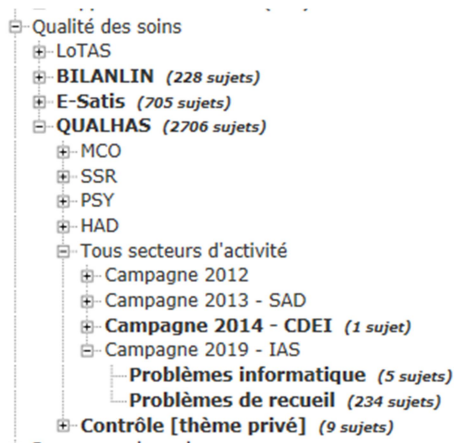 Qualité des soins
LoTAS
BILANLIN (228 sujets)
E-Satis (705 sujets)
QUALHAS (2706 sujets)
MCO
SSR
PSY
HAD
Tous secteurs d'activité
Campagne 2012
Campagne 2013 - SAD
Campagne 2014 - CDEI (1 sujet)
Campagne 2019 - IAS
Problèmes informatique (5 sujets)
Problèmes de recueil (234 sujets)
Contrôle [thème privé] (9 sujets)